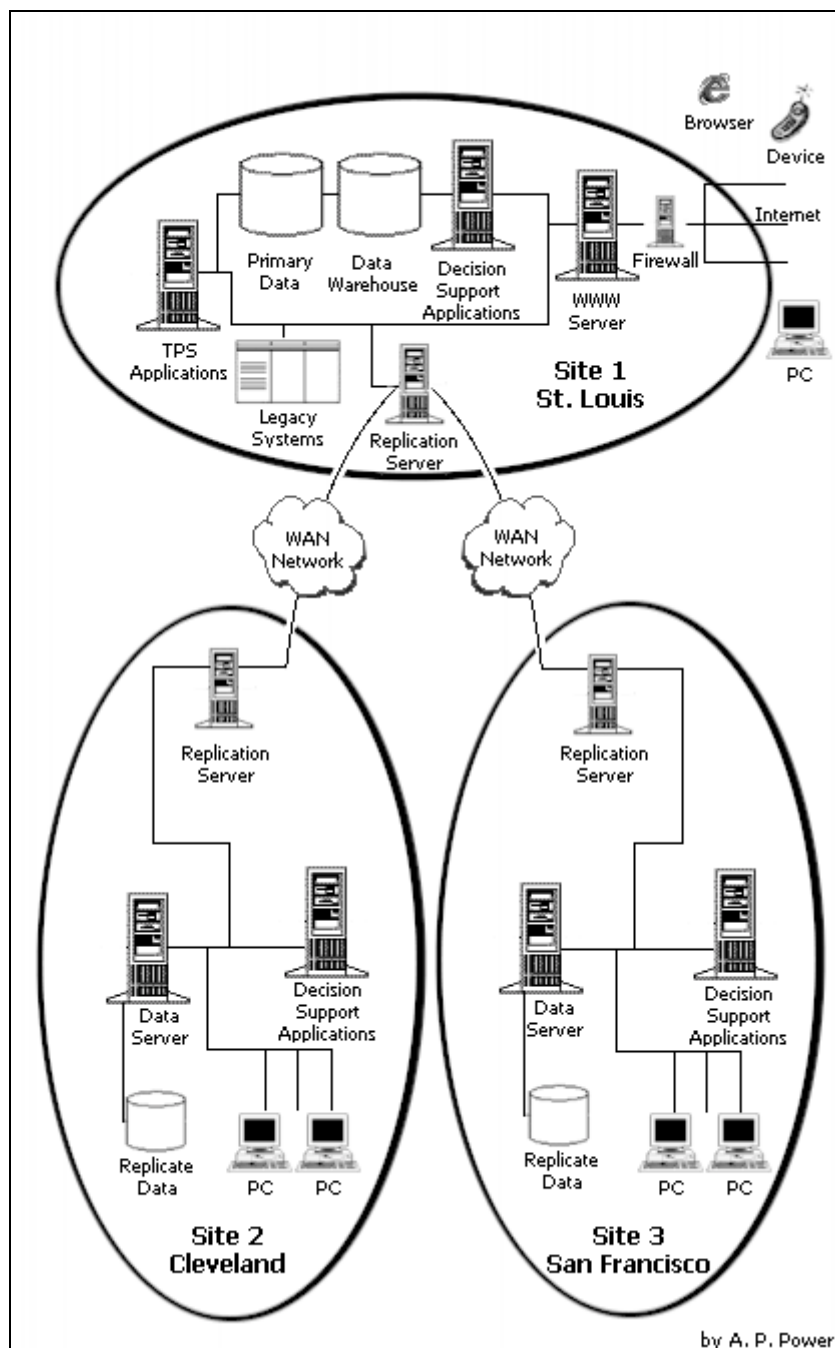 Browser
Device
Internet
Primary
Data
Data
Warehouse
Decision
Support
Applications
WWW
Server
Firewall
TPS
Applications
Legacy
Systems
Replication
Server
Site 1
St. Louis
PC
WAN
Network
WAN
Network
Replication
Server
Data
Server
Decision
Support
Applications
Replicate
Data
PC
PC
Site 2
Cleveland
Replication
Server
Data
Server
Decision
Support
Applications
Replicate
Data
PC
PC
Site 3
San Francisco
by A. P. Power